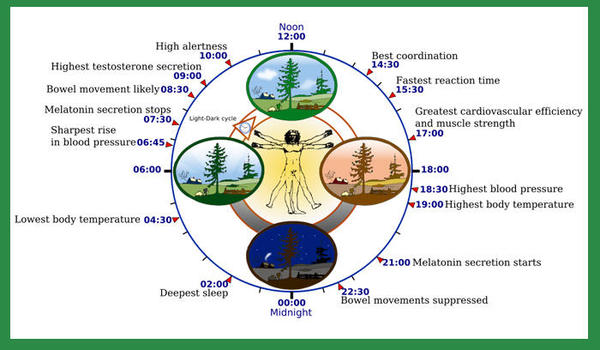 Noon
12:00
High alertness
10:00
Highest testosterone secretion
09:00
Bowel movement likely 08:30
Melatonin secretion stops
07:30
Sharpest rise
in blood pressure 06:45
06:00
Lowest body temperature 04:30
02:00
Deepest sleep
00:00
Midnight
Best coordination
14:30
Fastest reaction time
15:30
Greatest cardiovascular efficiency
and muscle strength
17:00
18:00
18:30 Highest blood pressure
19:00 Highest body temperature
21:00 Melatonin secretion starts
22:30
Bowel movements suppressed
Light-Dark cycle